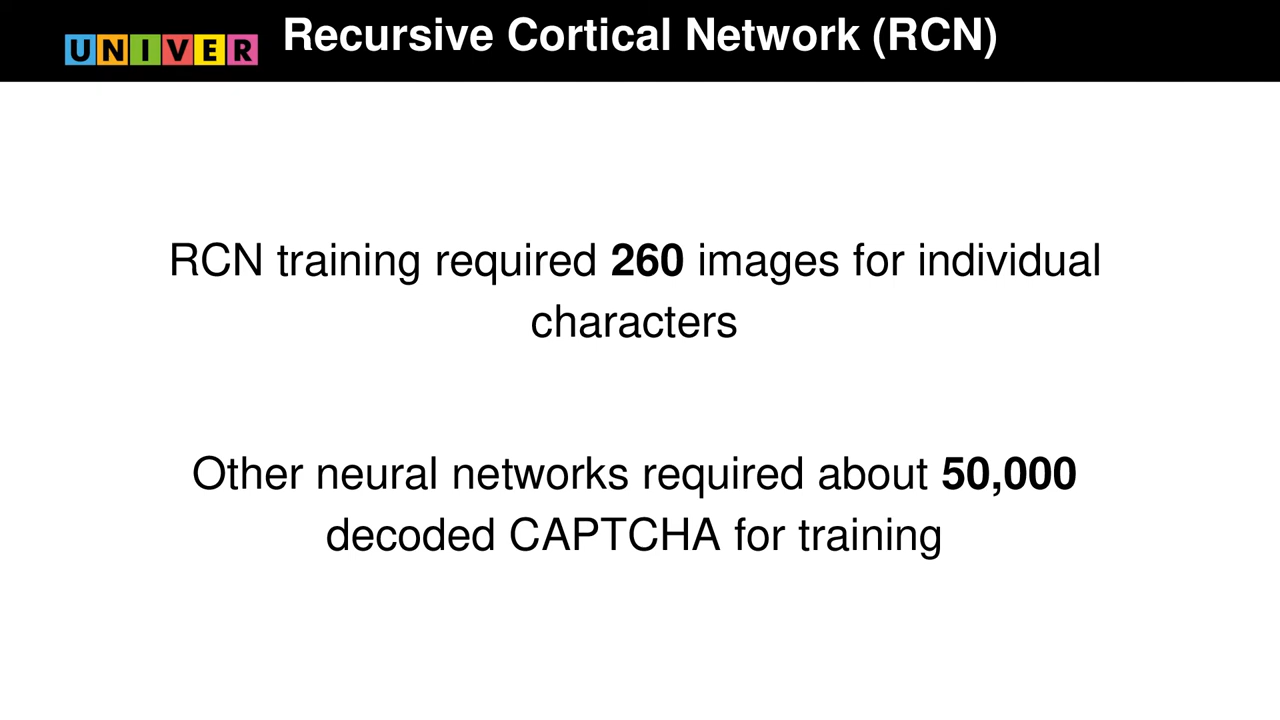 UNIVER
Recursive Cortical Network (RCN)
RCN training required 260 images for individual
characters
Other neural networks required about 50,000
decoded CAPTCHA for training